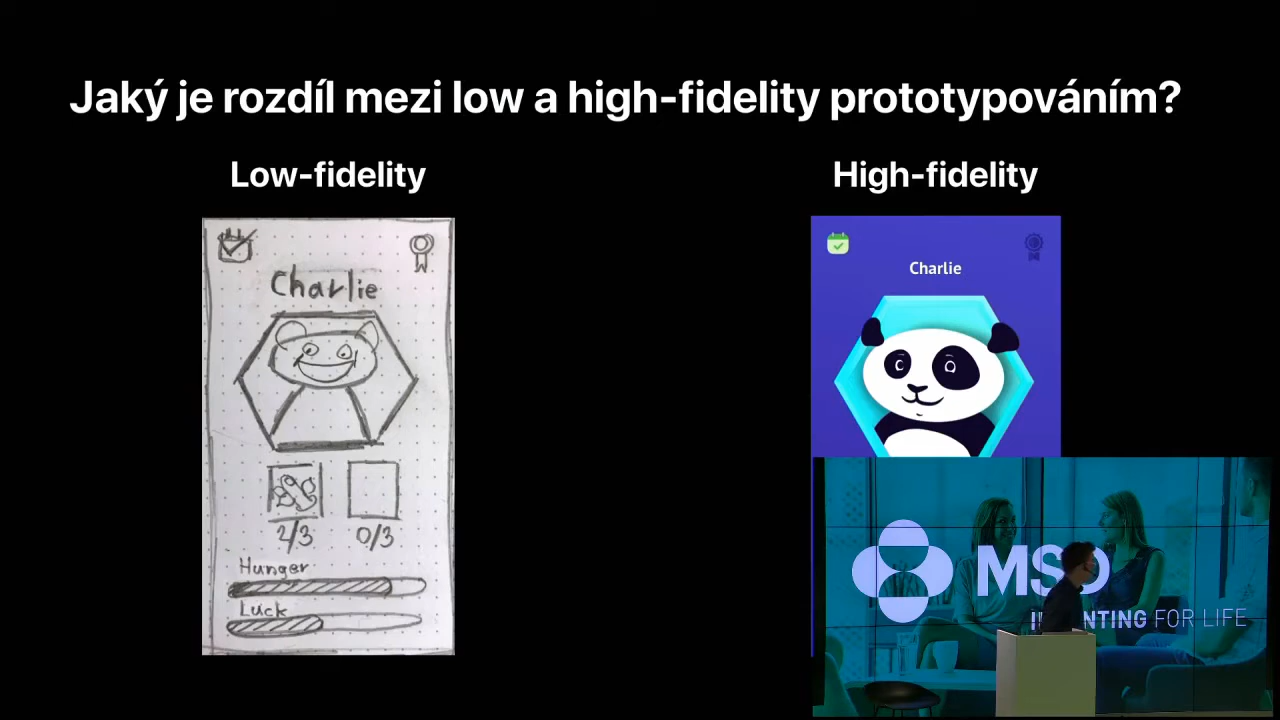 Jaký je rozdíl mezi low a high-fidelity prototypováním?
Low-fidelity
High-fidelity
Charlie
2/3
0/3
Hunger
Luck
Charlie
MSD
INVENTING FOR LIFE